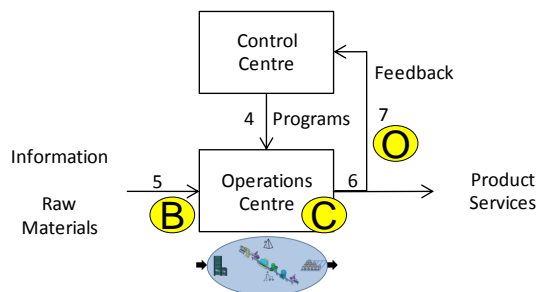 Control
Centre
Feedback
4 Programs
7
O
Information
5
Operations
Centre
6
Product
Services
Raw
Materials
B
C